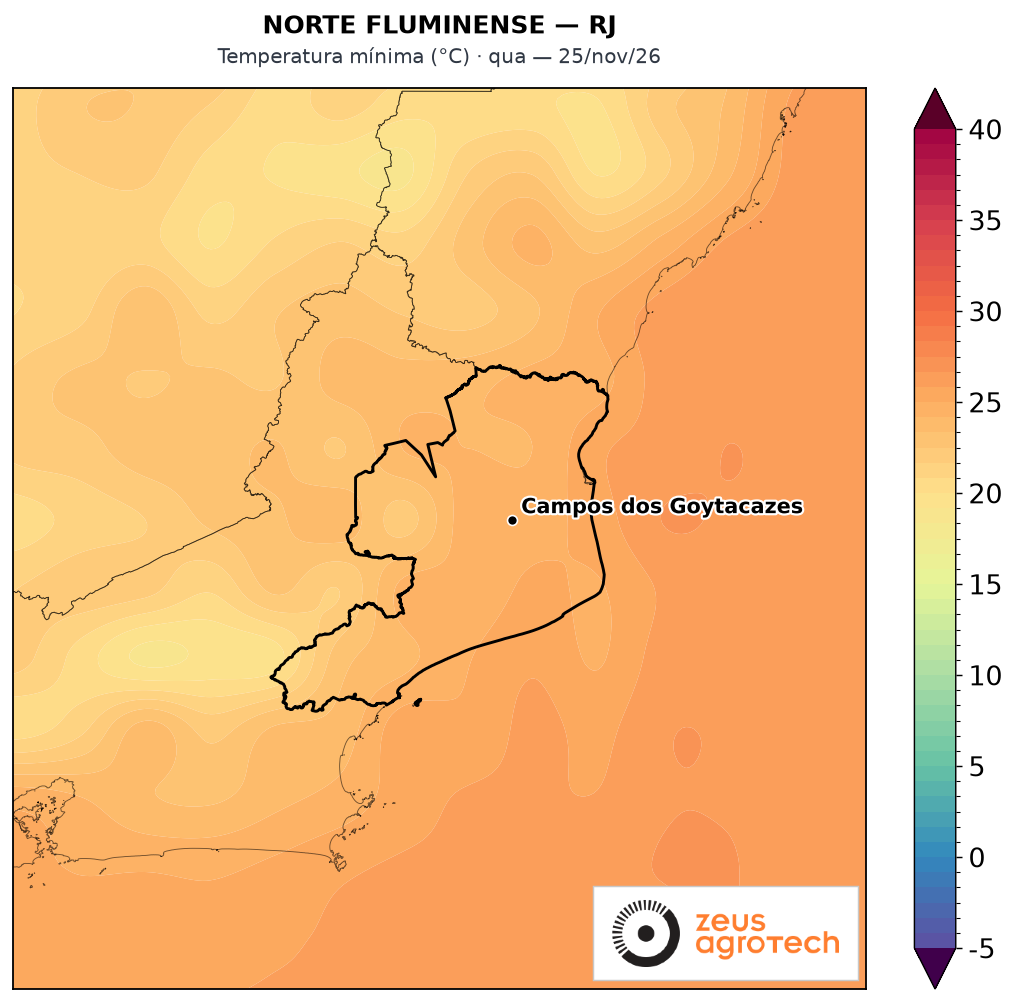 NORTE FLUMINENSE — RJ
Temperatura mínima (°C) · qua — 25/nov/26
40
35
30
25
20
15
10
5
0
-5
Campos dos Goytacazes
zeus
agrotech